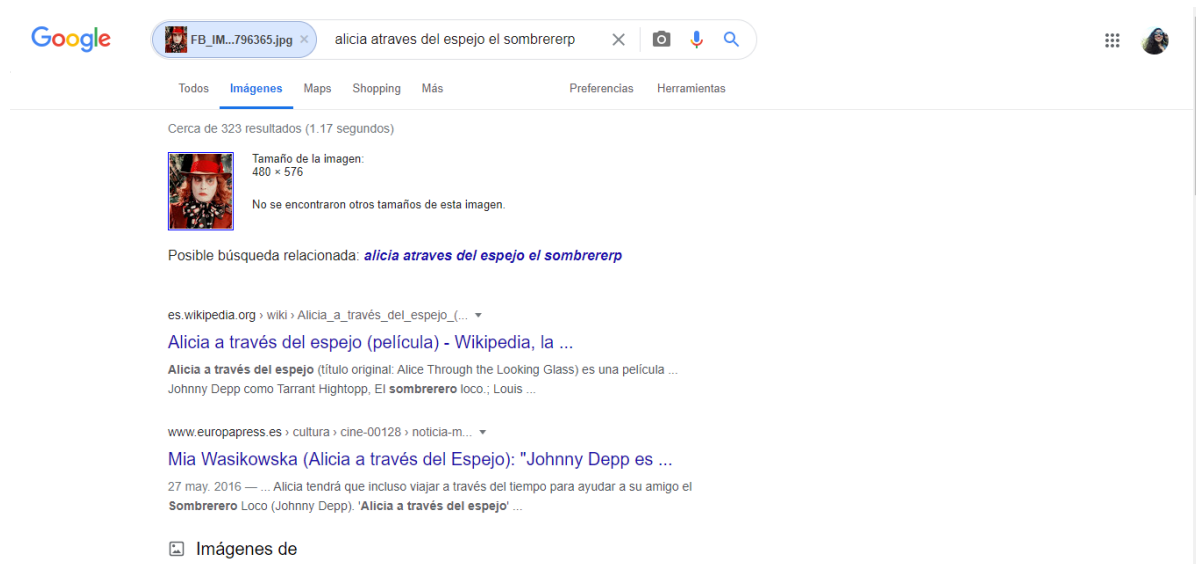 Google
FB_IM...796365.jpg × alicia atraves del espejo el sombrererp
Todos Imágenes Maps Shopping Más Preferencias Herramientas
Cerca de 323 resultados (1.17 segundos)
Tamaño de la imagen:
480 × 576
No se encontraron otros tamaños de esta imagen.
Posible búsqueda relacionada: alicia atraves del espejo el sombrererp
es.wikipedia.org › wiki › Alicia_a_través_del_espejo_(...
Alicia a través del espejo (película) - Wikipedia, la ...
Alicia a través del espejo (título original: Alice Through the Looking Glass) es una película ...
Johnny Depp como Tarrant Hightopp, El sombrerero loco.; Louis ...
www.europapress.es › cultura › cine-00128 › noticia-m...
Mia Wasikowska (Alicia a través del Espejo): "Johnny Depp es ...
27 may. 2016 — ... Alicia tendrá que incluso viajar a través del tiempo para ayudar a su amigo el
Sombrerero Loco (Johnny Depp). 'Alicia a través del espejo' ...
Imágenes de